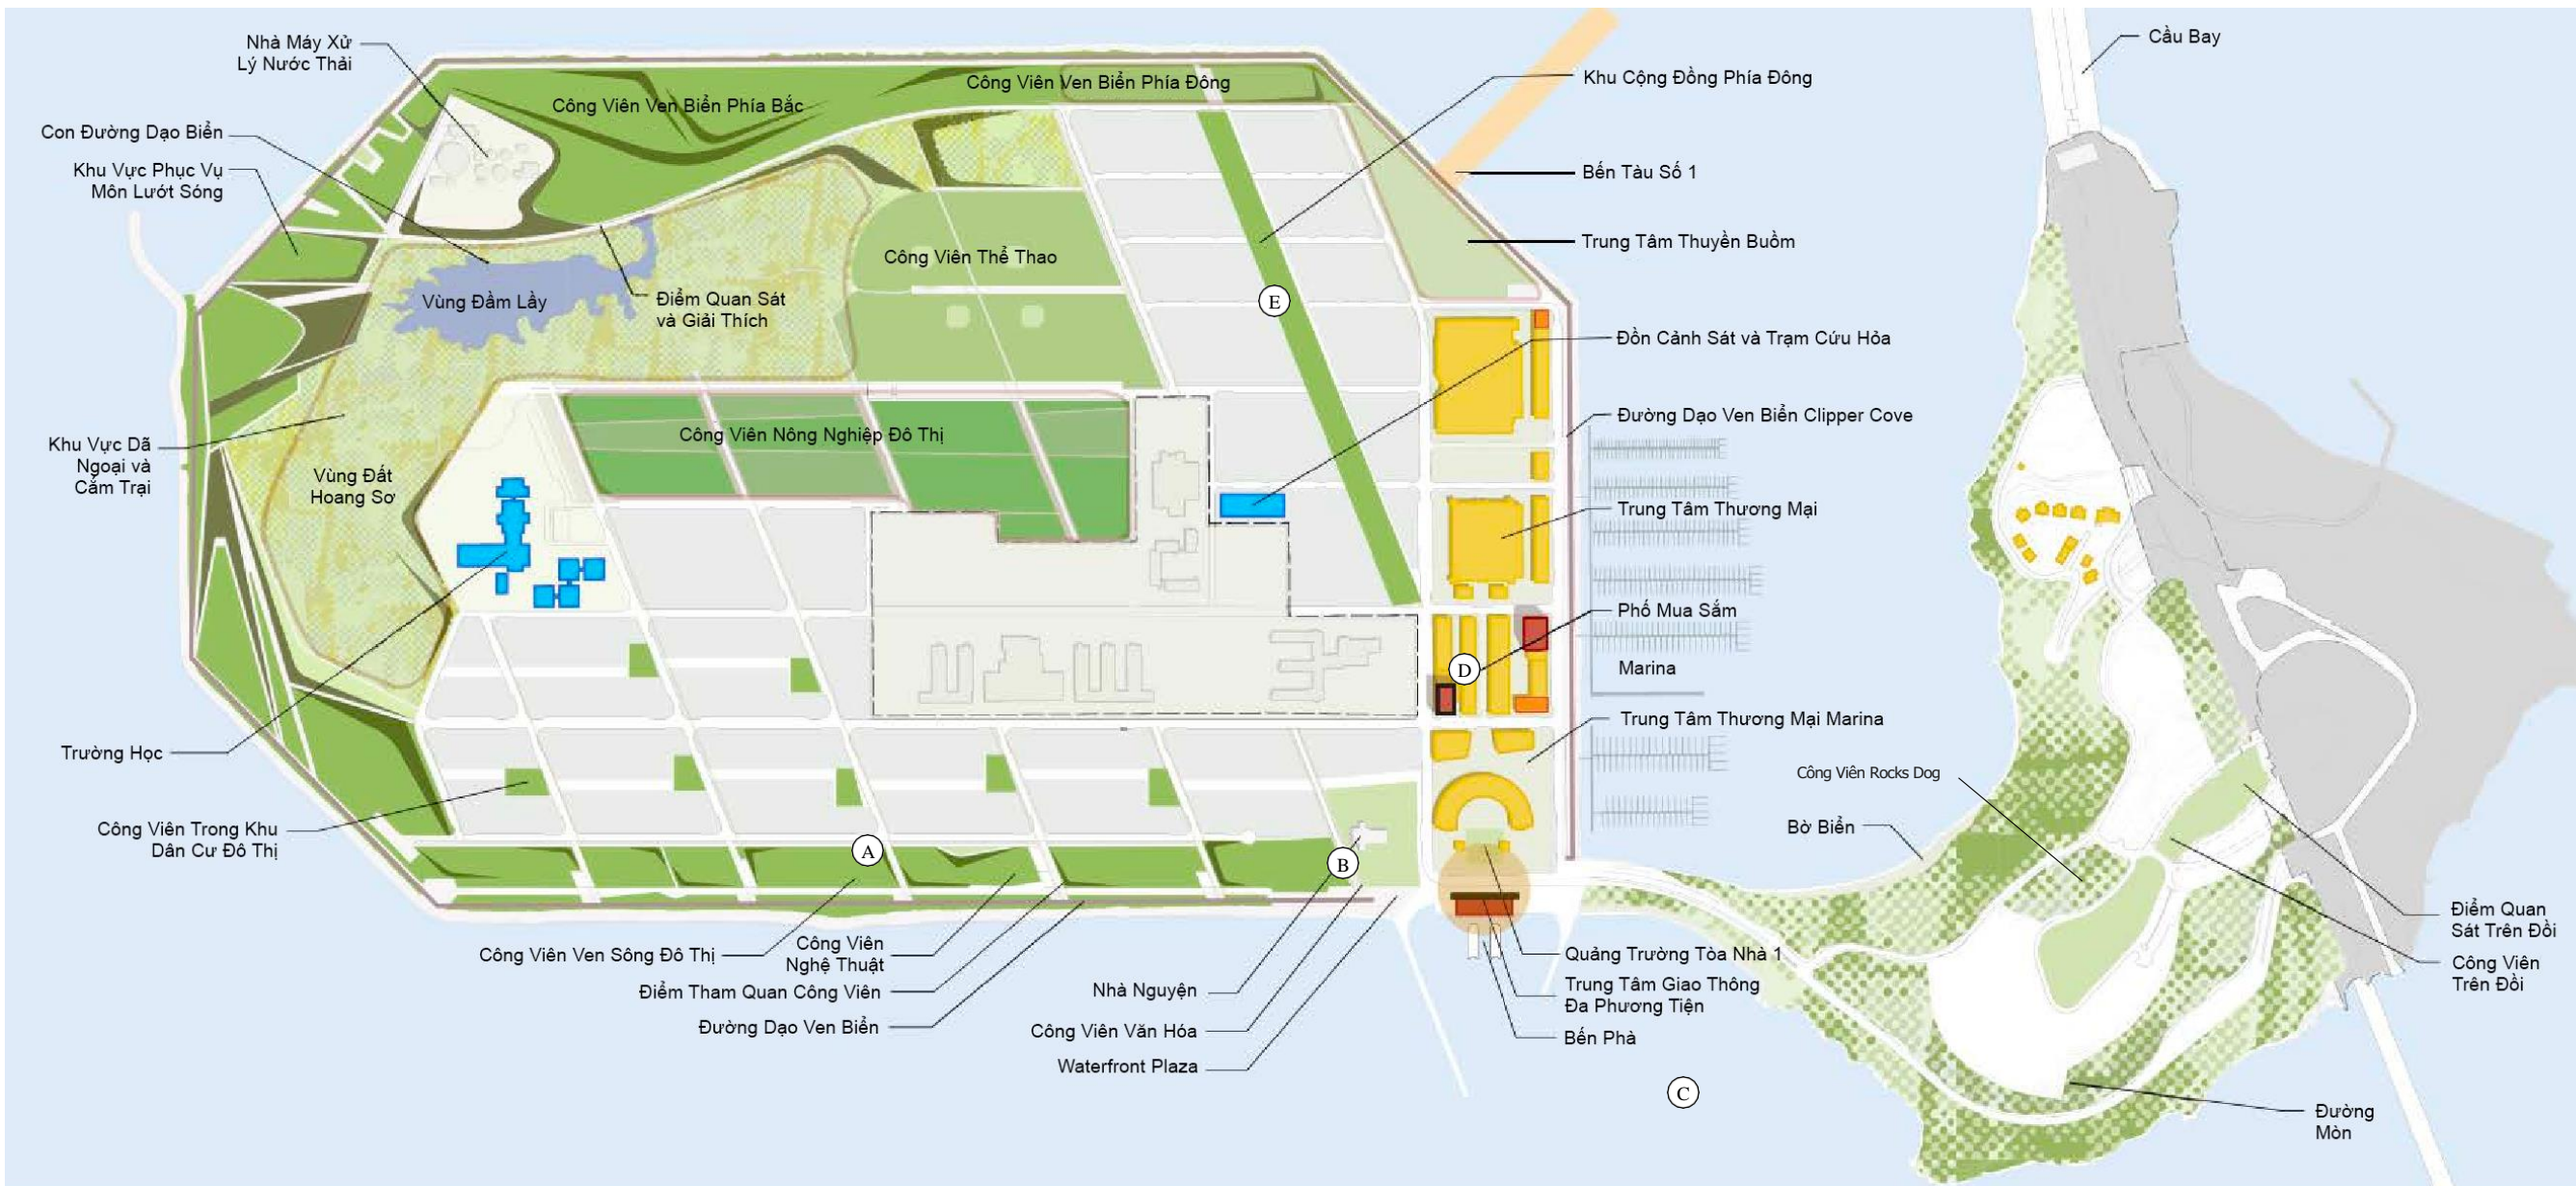 Nhà Máy Xử
Lý Nước Thải
Con Đường Dạo Biển
Khu Vực Phục Vụ
Môn Lướt Sóng
Công Viên Ven Biển Phía Bắc
Công Viên Ven Biển Phía Đông
Khu Cộng Đồng Phía Đông
Cầu Bay
Bến Tàu Số 1
Trung Tâm Thuyền Buồm
Công Viên Thể Thao
E
Vùng Đầm Lầy
Điểm Quan Sát
và Giải Thích
Đồn Cảnh Sát và Trạm Cứu Hỏa
Đường Dạo Ven Biển Clipper Cove
Công Viên Nông Nghiệp Đô Thị
Khu Vực Dã
Ngoại và
Cắm Trại
Vùng Đất
Hoang Sơ
Trung Tâm Thương Mại
Phố Mua Sắm
D
Marina
Trung Tâm Thương Mại Marina
Trường Học
Công Viên Rocks Dog
Bờ Biển
Công Viên Trong Khu
Dân Cư Đô Thị
A
B
Công Viên Ven Sông Đô Thị
Công Viên
Nghệ Thuật
Điểm Tham Quan Công Viên
Đường Dạo Ven Biển
Nhà Nguyện
Công Viên Văn Hóa
Waterfront Plaza
Quảng Trường Tòa Nhà 1
Trung Tâm Giao Thông
Đa Phương Tiện
Bến Phà
C
Điểm Quan
Sát Trên Đồi
Công Viên
Trên Đồi
Đường
Mòn